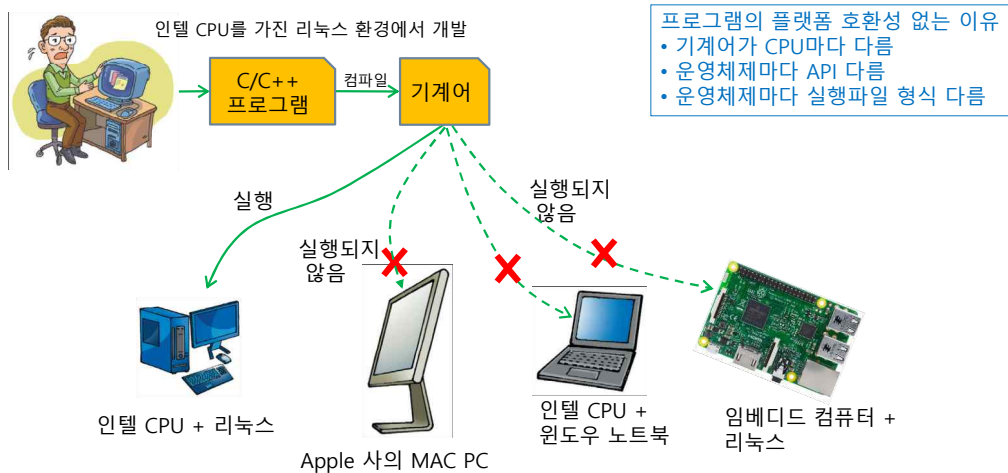 인텔 CPU를 가진 리눅스 환경에서 개발
프로그램의 플랫폼 호환성 없는 이유
• 기계어가 CPU마다 다름
• 운영체제마다 API 다름
• 운영체제마다 실행파일 형식 다름
C/C++
프로그램
컴파일
기계어
실행
실행되지
않음
실행되지
않음
인텔 CPU + 리눅스
Apple 사의 MAC PC
인텔 CPU +
윈도우 노트북
임베디드 컴퓨터 +
리눅스